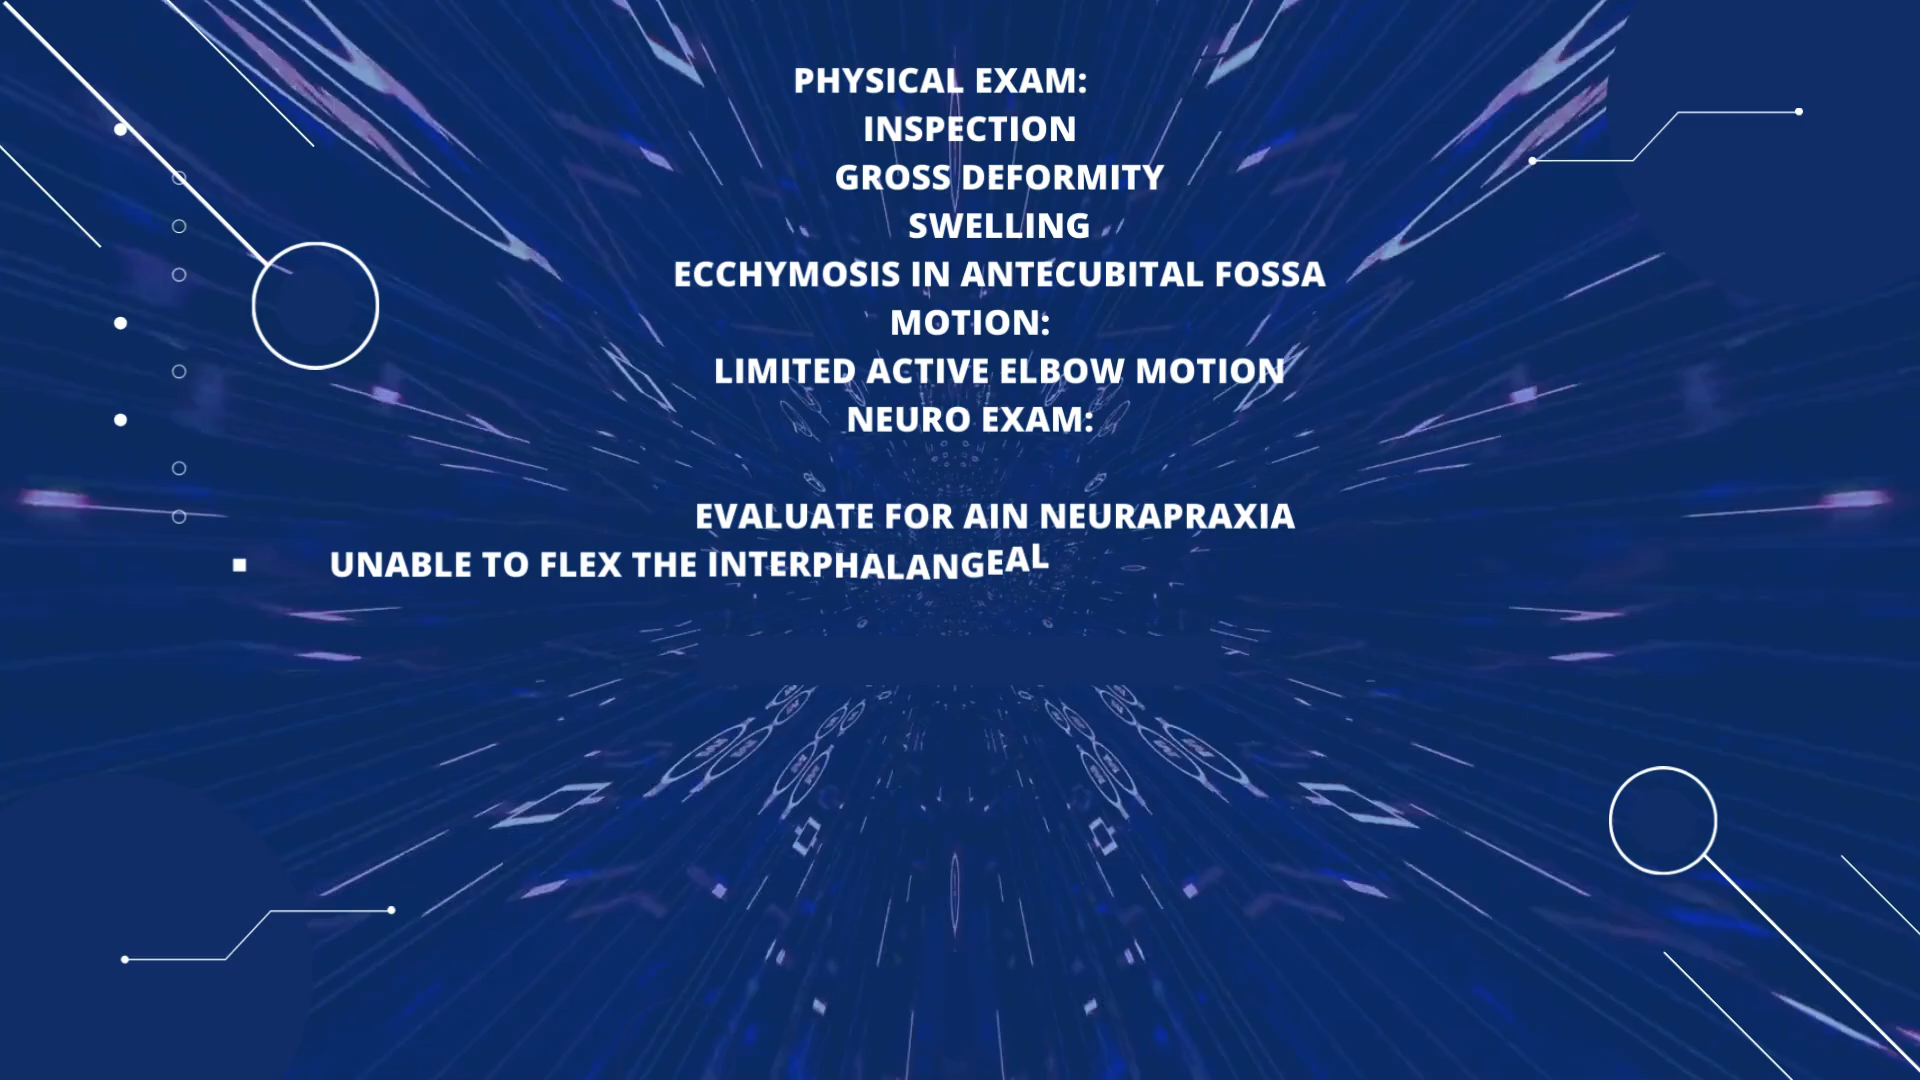 PHYSICAL EXAM:
INSPECTION
GROSS DEFORMITY
SWELLING
ECCHYMOSIS IN ANTECUBITAL FOSSA
MOTION:
LIMITED ACTIVE ELBOW MOTION
NEURO EXAM:
EVALUATE FOR AIN NEURAPRAXIA
UNABLE TO FLEX THE INTERPHALANGEAL